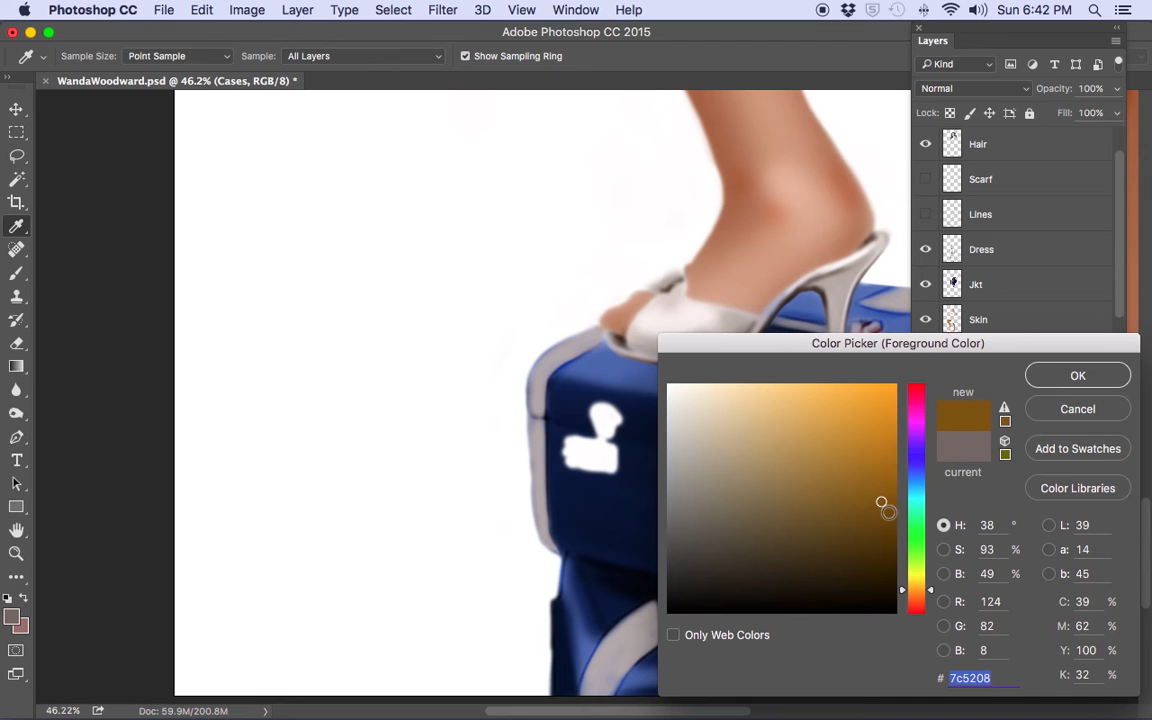 Photoshop CC File Edit Image Layer Type Select Filter 3D View Window Help Sun 6:42 PM
Adobe Photoshop CC 2015
Sample Size: Point Sample Sample: All Layers Show Sampling Ring
WandaWoodward.psd @ 46.2% (Cases, RGB/8) *
Layers
Kind
Normal Opacity: 100%
Lock: Fill: 100%
Hair
Scarf
Lines
Dress
Jkt
Skin
Color Picker (Foreground Color)
new
current
OK
Cancel
Add to Swatches
Color Libraries
H: 38 ° L: 39
S: 93 % a: 14
B: 49 % b: 45
R: 124 C: 39 %
G: 82 M: 62 %
B: 8 Y: 100 %
# 7c5208 K: 32 %
Only Web Colors
46.22% Doc: 59.9M/200.8M